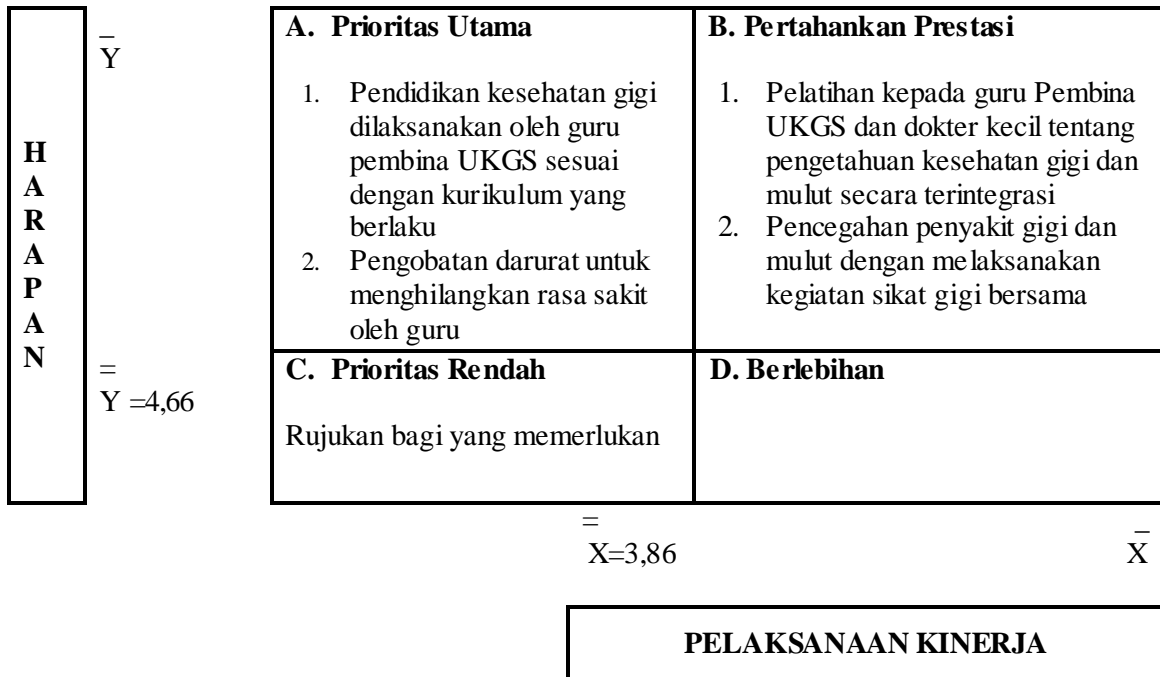 H
A
R
A
P
A
N
_
Y
=
Y =4,66
A. Prioritas Utama
1. Pendidikan kesehatan gigi
dilaksanakan oleh guru
pembina UKGS sesuai
dengan kurikulum yang
berlaku
2. Pengobatan darurat untuk
menghilangkan rasa sakit
oleh guru
B. Pertahankan Prestasi
1. Pelatihan kepada guru Pembina
UKGS dan dokter kecil tentang
pengetahuan kesehatan gigi dan
mulut secara terintegrasi
2. Pencegahan penyakit gigi dan
mulut dengan melaksanakan
kegiatan sikat gigi bersama
C. Prioritas Rendah
Rujukan bagi yang memerlukan
D. Berlebihan
=
X=3,86
_
X
PELAKSANAAN KINERJA